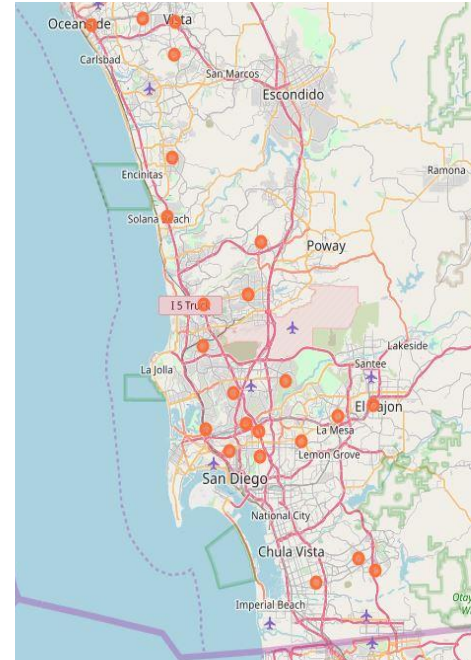 Oceanside
Vista
Carlsbad
San Marcos
Escondido
Encinitas
Ramona
Solana Beach
Poway
I 5 Truck
Lakeside
La Jolla
Santee
El Cajon
La Mesa
Lemon Grove
San Diego
National City
Chula Vista
Imperial Beach
Otay